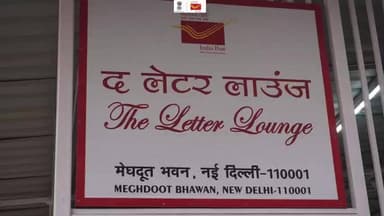 India Post
द लेटर लाउंज
The Letter Lounge
मेघदूत भवन, नई दिल्ली-110001
MEGHDOOT BHAWAN, NEW DELHI-110001